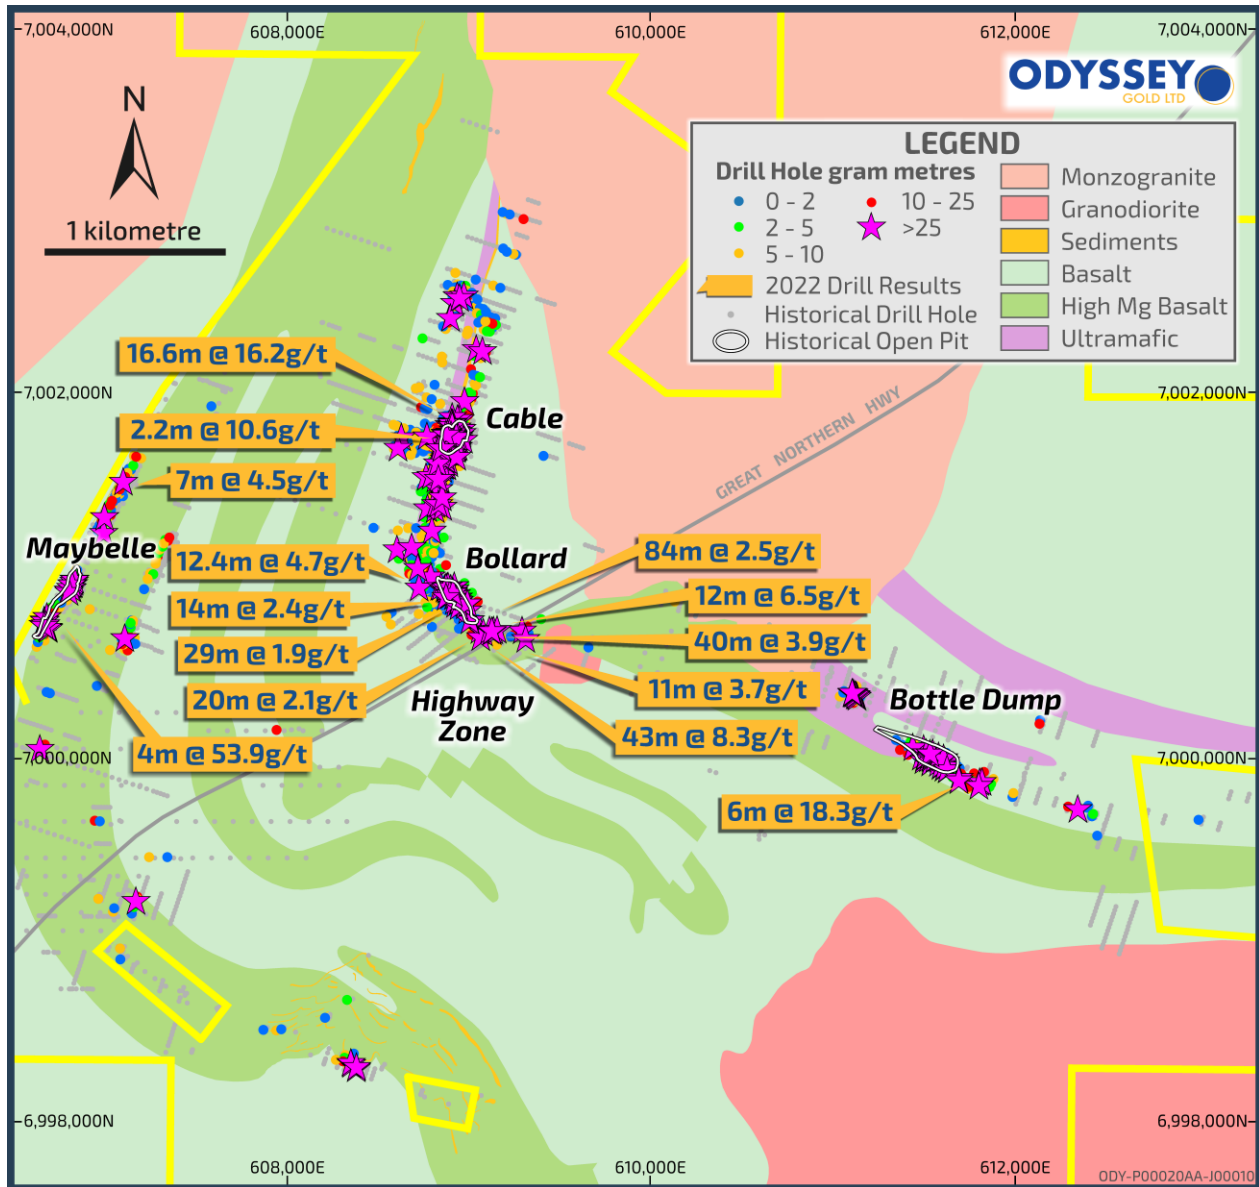 7,004,000N
608,000E
610,000E
612,000E
7,004,000N
ODYSSEY
GOLD LTD
N
1 kilometre
LEGEND
Drill Hole gram metres
0 - 2
2 - 5
5 - 10
10 - 25
>25
2022 Drill Results
Historical Drill Hole
Historical Open Pit
Monzogranite
Granodiorite
Sediments
Basalt
High Mg Basalt
Ultramafic
16.6m @ 16.2g/t
7,002,000N
7,002,000N
Cable
2.2m @ 10.6g/t
GREAT NORTHERN HWY
7m @ 4.5g/t
Maybelle
12.4m @ 4.7g/t
Bollard
84m @ 2.5g/t
14m @ 2.4g/t
12m @ 6.5g/t
29m @ 1.9g/t
40m @ 3.9g/t
20m @ 2.1g/t
11m @ 3.7g/t
Highway
Zone
Bottle Dump
4m @ 53.9g/t
43m @ 8.3g/t
7,000,000N
7,000,000N
6m @ 18.3g/t
6,998,000N
6,998,000N
608,000E
610,000E
612,000E
ODY-P00020AA-J00010